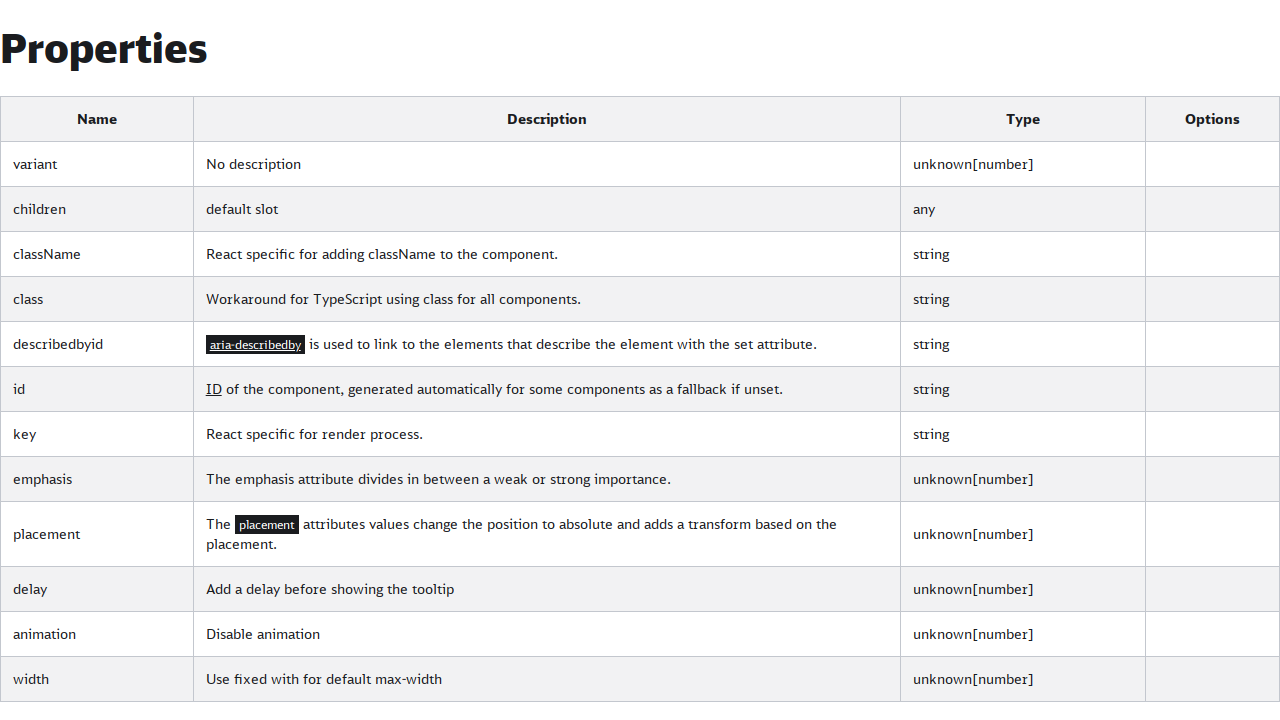 Properties
Name Description Type Options
variant No description unknown[number]
children default slot any
className React specific for adding className to the component. string
class Workaround for TypeScript using class for all components. string
describedbyid aria-describedby is used to link to the elements that describe the element with the set attribute. string
id ID of the component, generated automatically for some components as a fallback if unset. string
key React specific for render process. string
emphasis The emphasis attribute divides in between a weak or strong importance. unknown[number]
placement The placement attributes values change the position to absolute and adds a transform based on the
placement. unknown[number]
delay Add a delay before showing the tooltip unknown[number]
animation Disable animation unknown[number]
width Use fixed with for default max-width unknown[number]